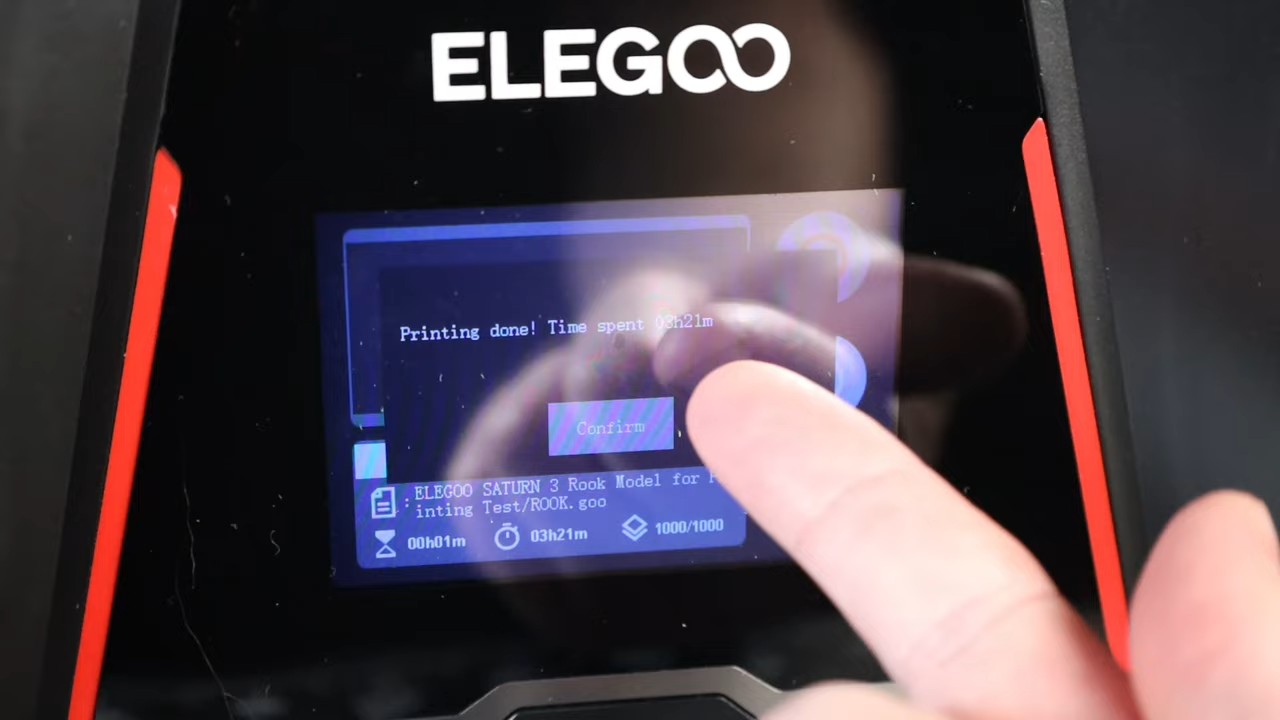 ELEGOO
Printing done! Time spent 03h21m
Confirm
: ELEGOO SATURN 3 Rook Model for
inting Test/ROOK.goo
00h01m 03h21m 1000/1000